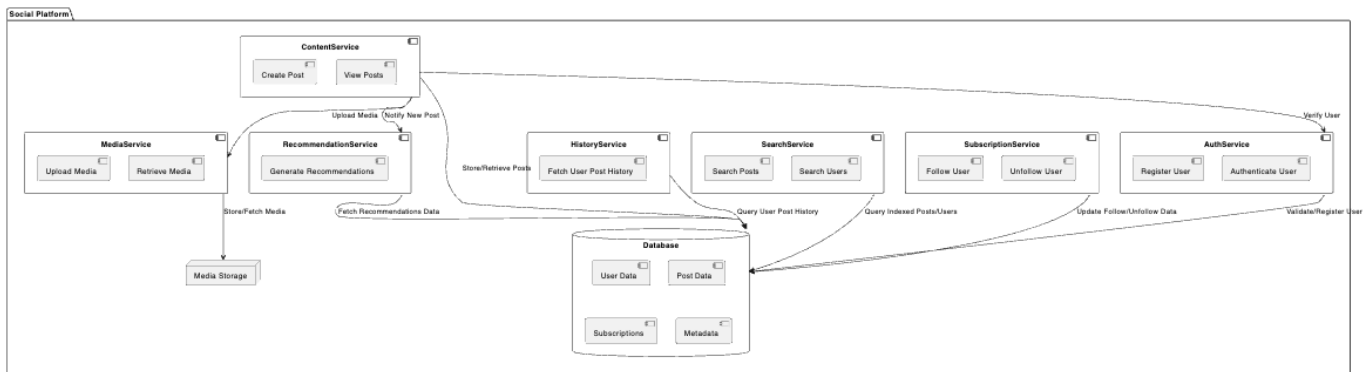 Social Platform
ContentService
Create Post
View Posts
Upload Media
Notify New Post
Verify User
MediaService
Upload Media
Retrieve Media
RecommendationService
Generate Recommendations
HistoryService
Fetch User Post History
SearchService
Search Posts
Search Users
SubscriptionService
Follow User
Unfollow User
AuthService
Register User
Authenticate User
Store/Retrieve Posts
Store/Fetch Media
Fetch Recommendations Data
Query User Post History
Query Indexed Posts/Users
Update Follow/Unfollow Data
Validate/Register User
Database
User Data
Post Data
Media Storage
Subscriptions
Metadata